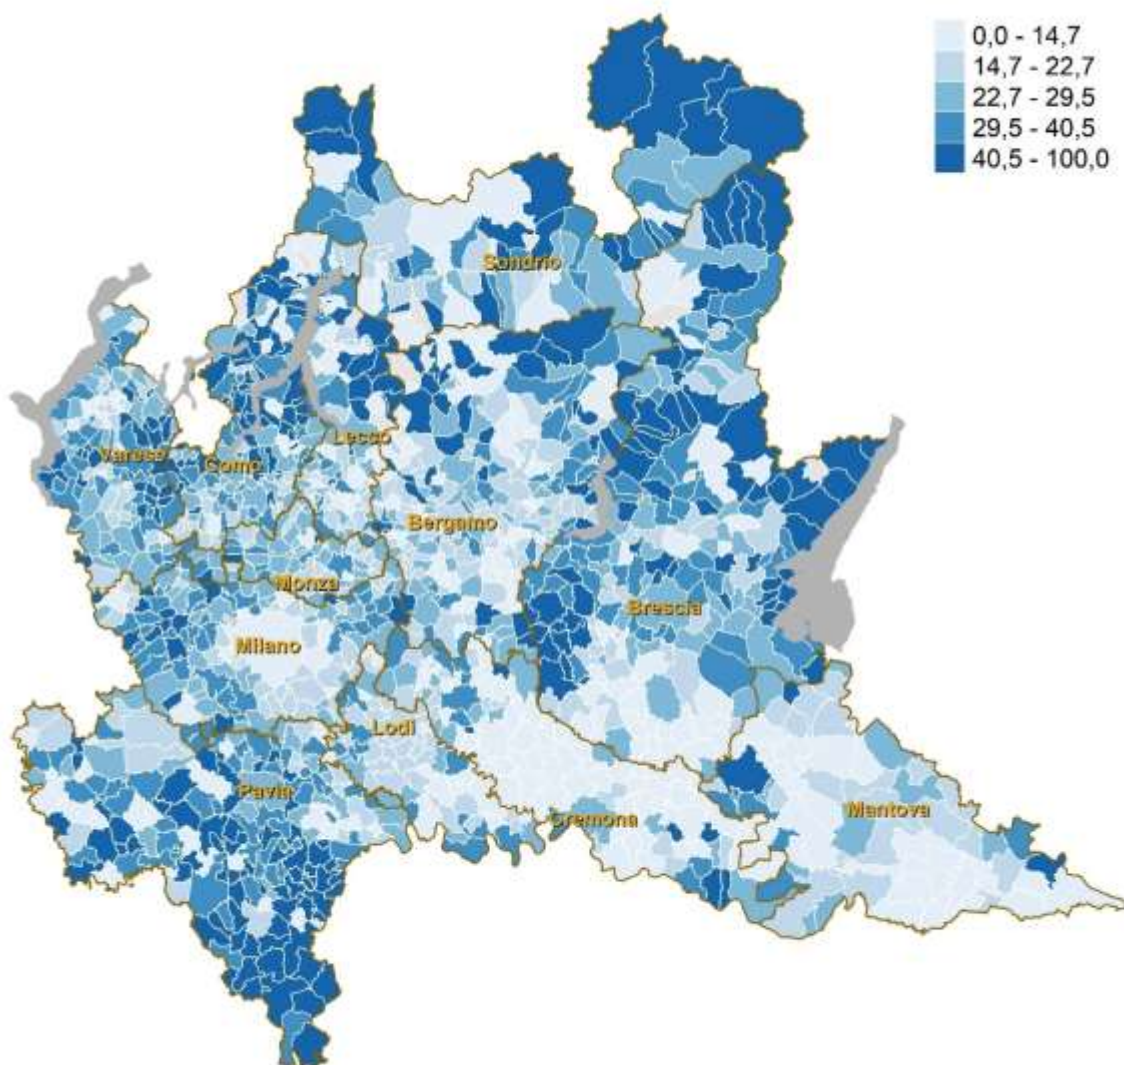 0,0 - 14,7
14,7 - 22,7
22,7 - 29,5
29,5 - 40,5
40,5 - 100,0
Sondrio
Lecco
Varese
Como
Bergamo
Monza
Brescia
Milano
Lodi
Pavia
Cremona
Mantova